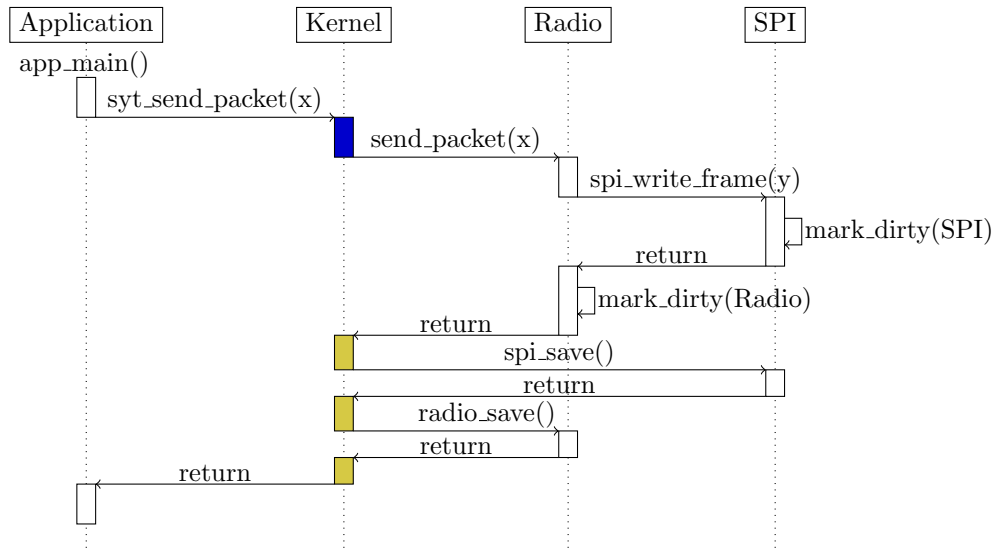 Application Kernel Radio SPI
app_main()
syt_send_packet(x)
send_packet(x)
spi_write_frame(y)
mark_dirty(SPI)
return
mark_dirty(Radio)
return
spi_save()
return
radio_save()
return
return